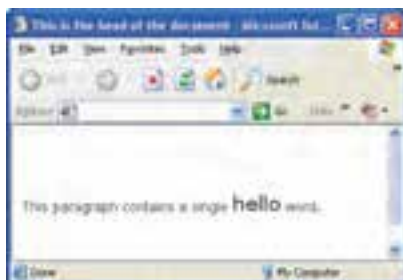 This is the head of the document - Microsoft Int...
File Edit View Favorites Tools Help
Search
Address Go Links
This paragraph contains a single hello word.
Done My Computer